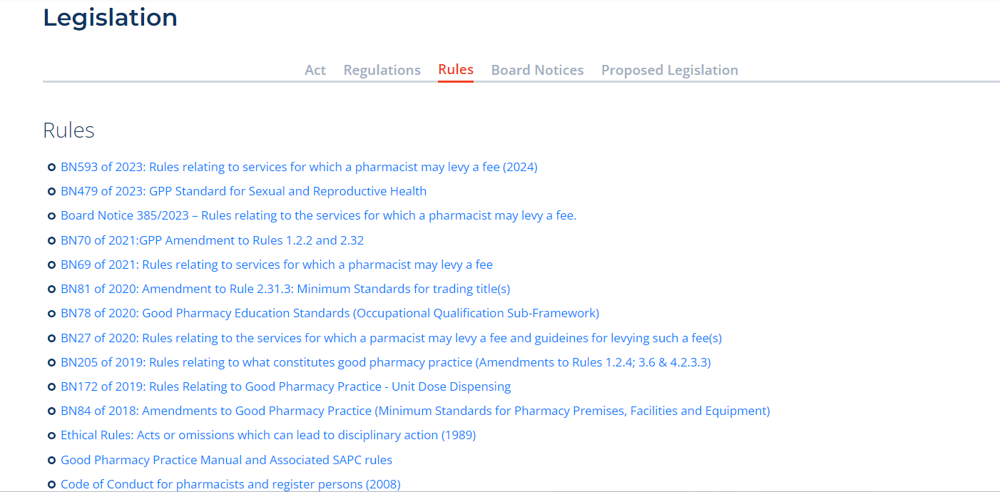 Legislation
Act Regulations Rules Board Notices Proposed Legislation
Rules
BN593 of 2023: Rules relating to services for which a pharmacist may levy a fee (2024)
BN479 of 2023: GPP Standard for Sexual and Reproductive Health
Board Notice 385/2023 – Rules relating to the services for which a pharmacist may levy a fee.
BN70 of 2021:GPP Amendment to Rules 1.2.2 and 2.32
BN69 of 2021: Rules relating to services for which a pharmacist may levy a fee
BN81 of 2020: Amendment to Rule 2.31.3: Minimum Standards for trading title(s)
BN78 of 2020: Good Pharmacy Education Standards (Occupational Qualification Sub-Framework)
BN27 of 2020: Rules relating to the services for which a parmacist may levy a fee and guideines for levying such a fee(s)
BN205 of 2019: Rules relating to what constitutes good pharmacy practice (Amendments to Rules 1.2.4; 3.6 & 4.2.3.3)
BN172 of 2019: Rules Relating to Good Pharmacy Practice - Unit Dose Dispensing
BN84 of 2018: Amendments to Good Pharmacy Practice (Minimum Standards for Pharmacy Premises, Facilities and Equipment)
Ethical Rules: Acts or omissions which can lead to disciplinary action (1989)
Good Pharmacy Practice Manual and Associated SAPC rules
Code of Conduct for pharmacists and register persons (2008)